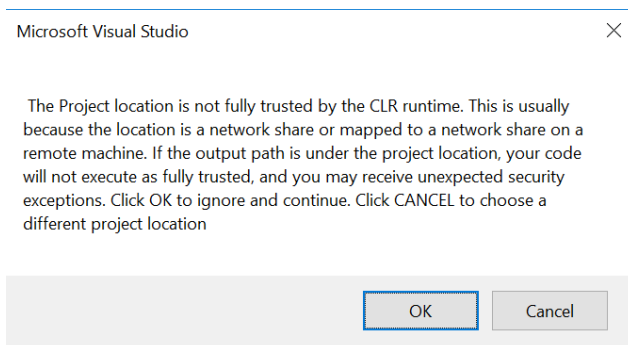 Microsoft Visual Studio
The Project location is not fully trusted by the CLR runtime. This is usually
because the location is a network share or mapped to a network share on a
remote machine. If the output path is under the project location, your code
will not execute as fully trusted, and you may receive unexpected security
exceptions. Click OK to ignore and continue. Click CANCEL to choose a
different project location
OK
Cancel